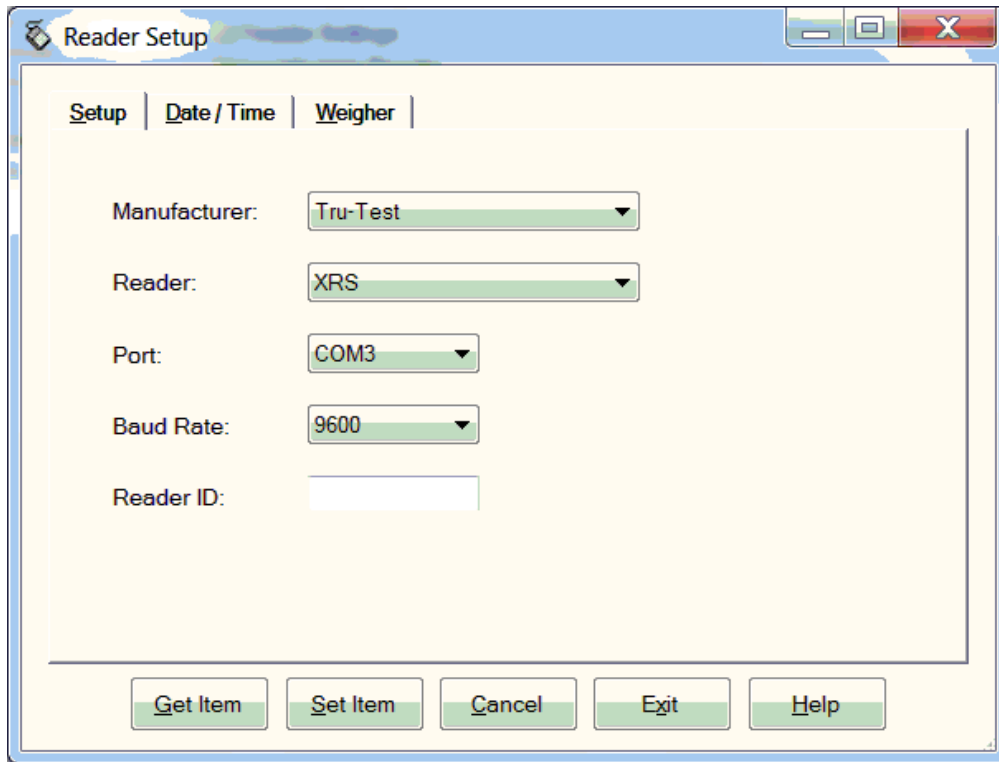 Reader Setup
Setup Date / Time Weigher
Manufacturer: Tru-Test
Reader: XRS
Port: COM3
Baud Rate: 9600
Reader ID:
Get Item Set Item Cancel Exit Help